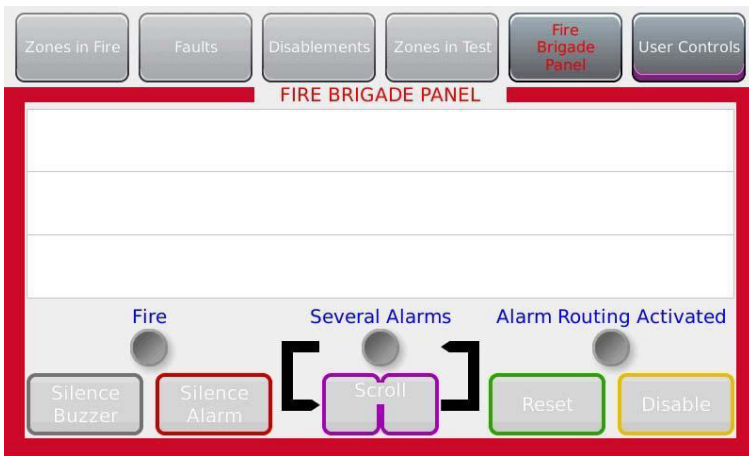 Zones in Fire
Faults
Disablements
Zones in Test
Fire
Brigade
Panel
User Controls
FIRE BRIGADE PANEL
Fire
Several Alarms
Alarm Routing Activated
Silence
Buzzer
Silence
Alarm
Scroll
Reset
Disable